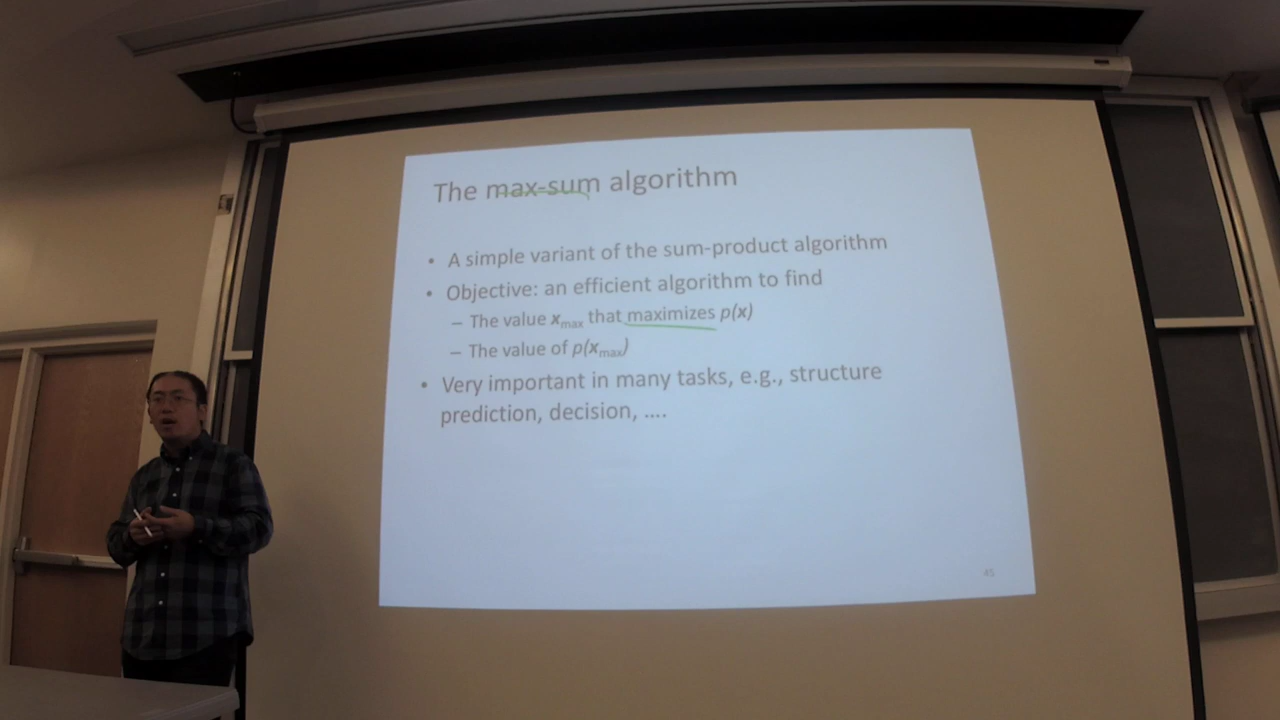 The max-sum algorithm
• A simple variant of the sum-product algorithm
• Objective: an efficient algorithm to find
– The value xmax that maximizes p(x)
– The value of p(xmax)
• Very important in many tasks, e.g., structure
prediction, decision, ....